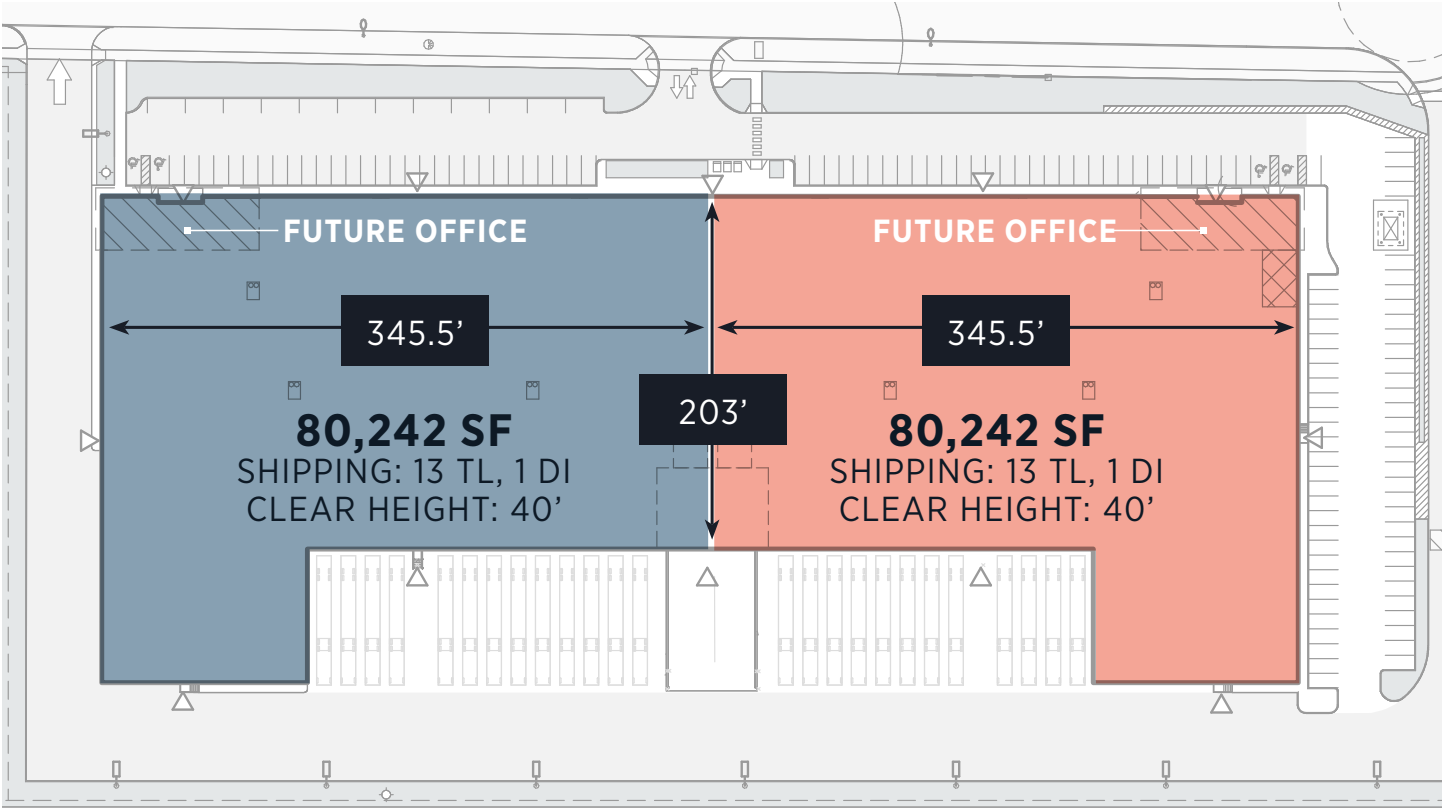 FUTURE OFFICE
FUTURE OFFICE
345.5’
345.5’
203’
80,242 SF
SHIPPING: 13 TL, 1 DI
CLEAR HEIGHT: 40’
80,242 SF
SHIPPING: 13 TL, 1 DI
CLEAR HEIGHT: 40’